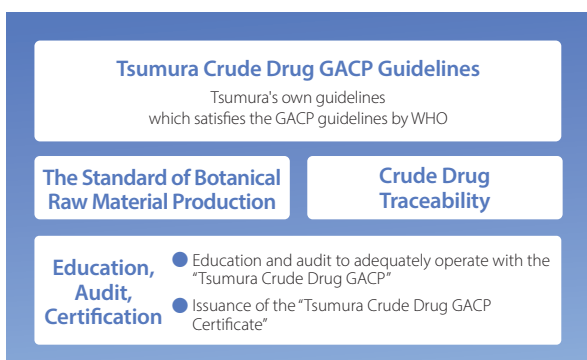 Tsumura Crude Drug GACP Guidelines
Tsumura's own guidelines
which satisfies the GACP guidelines by WHO
The Standard of Botanical
Raw Material Production
Crude Drug
Traceability
Education,
Audit,
Certification
● Education and audit to adequately operate with the
“Tsumura Crude Drug GACP”
● Issuance of the “Tsumura Crude Drug GACP
Certificate”